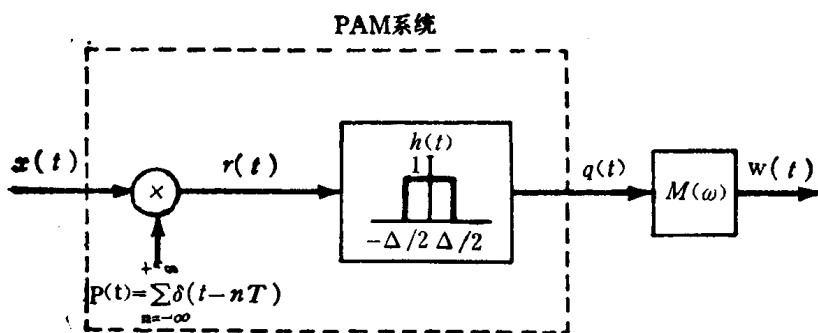 PAM系统
x(t)
r(t)
h(t)
1
q(t)
w(t)
×
M(ω)
-Δ/2 Δ/2
+∞
P(t)=∑δ(t-nT)
n=-∞